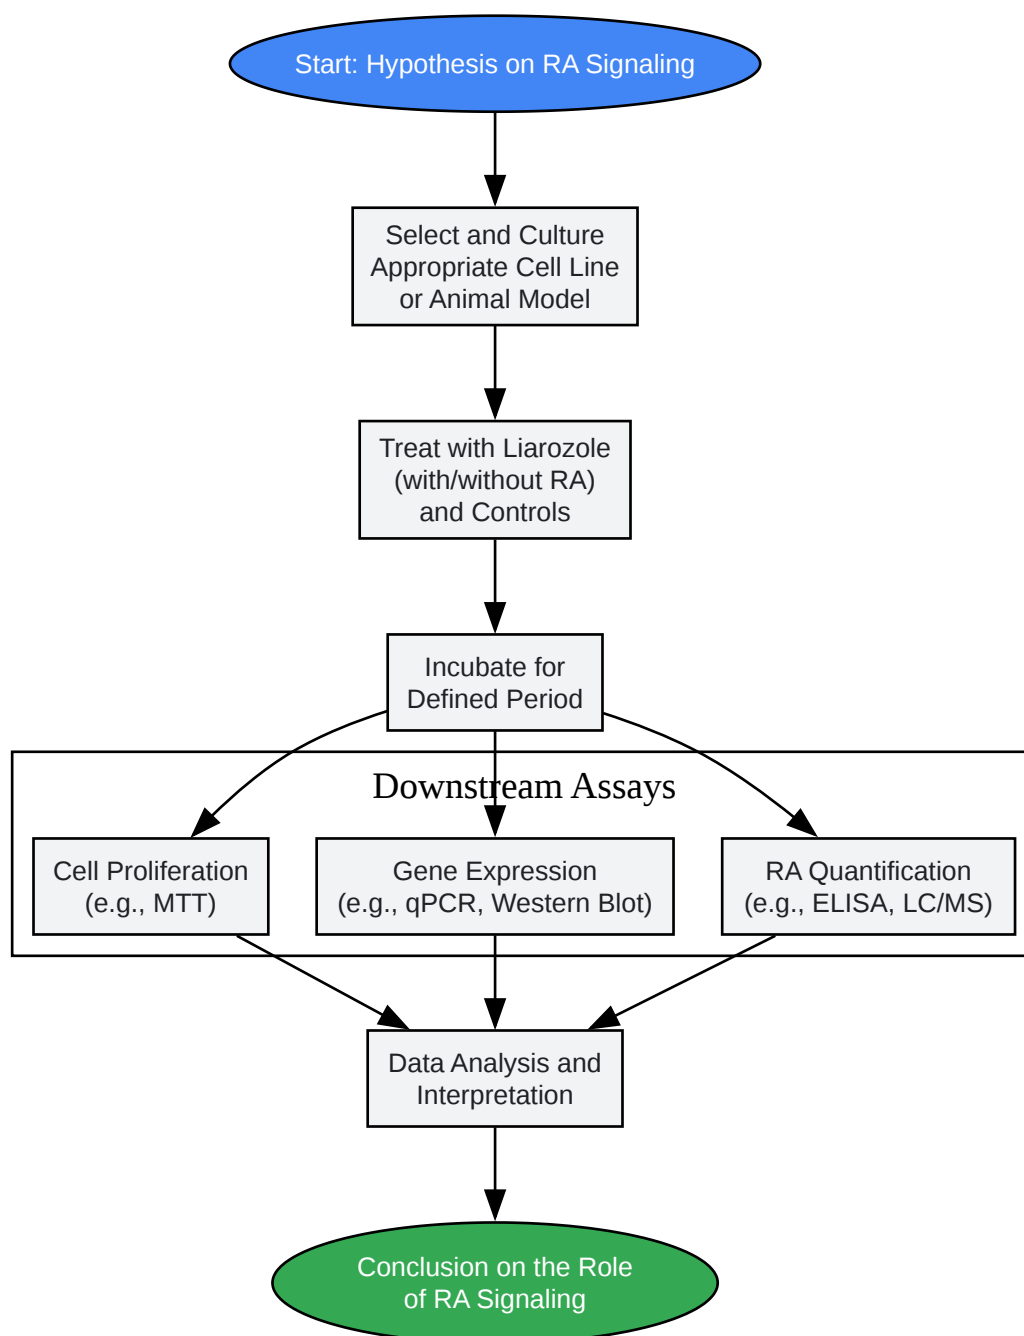 Start: Hypothesis on RA Signaling
Select and Culture
Appropriate Cell Line
or Animal Model
Treat with Liarozole
(with/without RA)
and Controls
Incubate for
Defined Period
Downstream Assays
Cell Proliferation
(e.g., MTT)
Gene Expression
(e.g., qPCR, Western Blot)
RA Quantification
(e.g., ELISA, LC/MS)
Data Analysis and
Interpretation
Conclusion on the Role
of RA Signaling